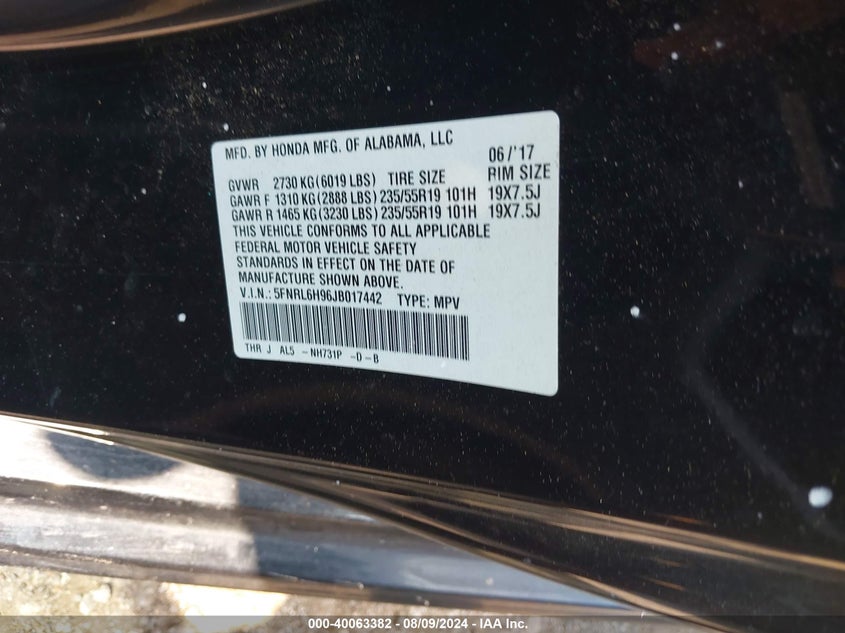 MFD. BY HONDA MFG. OF ALABAMA, LLC 06/'17
GVWR 2730 KG(6019 LBS) TIRE SIZE RIM SIZE
GAWR F 1310 KG(2888 LBS)235/55R19 101H 19X7.5J
GAWR R 1465 KG(3230 LBS)235/55R19 101H 19X7.5J
THIS VEHICLE CONFORMS TO ALL APPLICABLE
FEDERAL MOTOR VEHICLE SAFETY
STANDARDS IN EFFECT ON THE DATE OF
MANUFACTURE SHOWN ABOVE.
V.I.N.: 5FNRL6H96JB017442 TYPE: MPV
THR J AL5 -NH731P -D-B
000-40063382 - 08/09/2024 - IAA Inc.